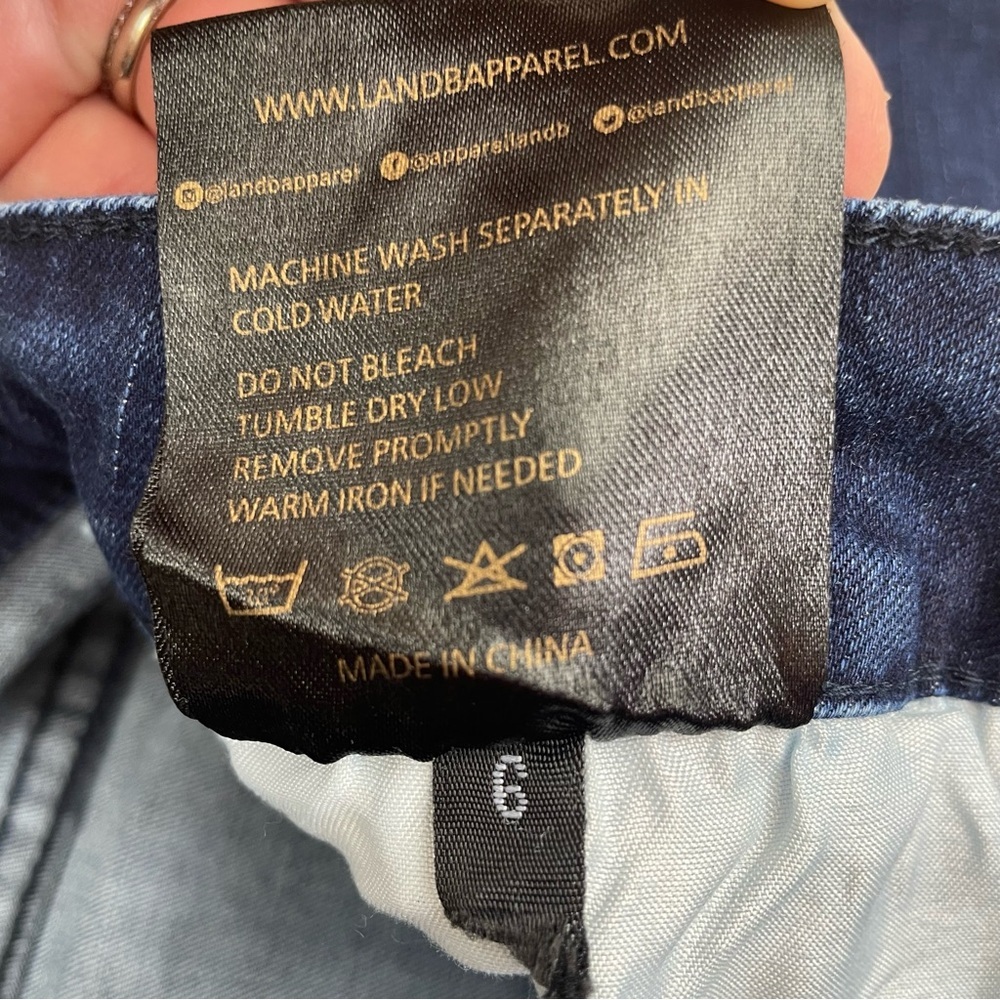 WWW.LANDBAPPAREL.COM
@landbapparel @apparellandb @landbapparel
MACHINE WASH SEPARATELY IN
COLD WATER
DO NOT BLEACH
TUMBLE DRY LOW
REMOVE PROMPTLY
WARM IRON IF NEEDED
MADE IN CHINA
6